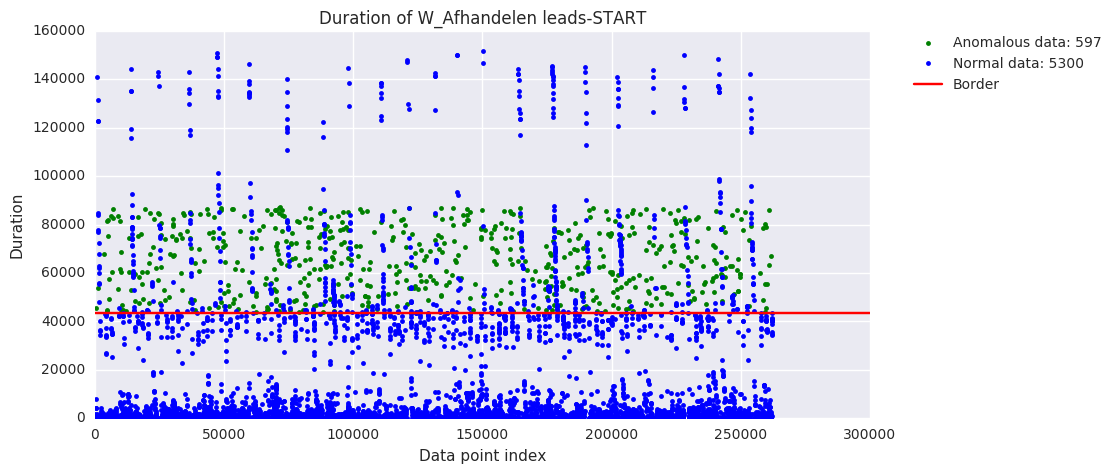 Duration of W_Afhandelen leads-START
160000
140000
120000
100000
80000
60000
40000
20000
0
Duration
0 50000 100000 150000 200000 250000 300000
Data point index
Anomalous data: 597
Normal data: 5300
Border